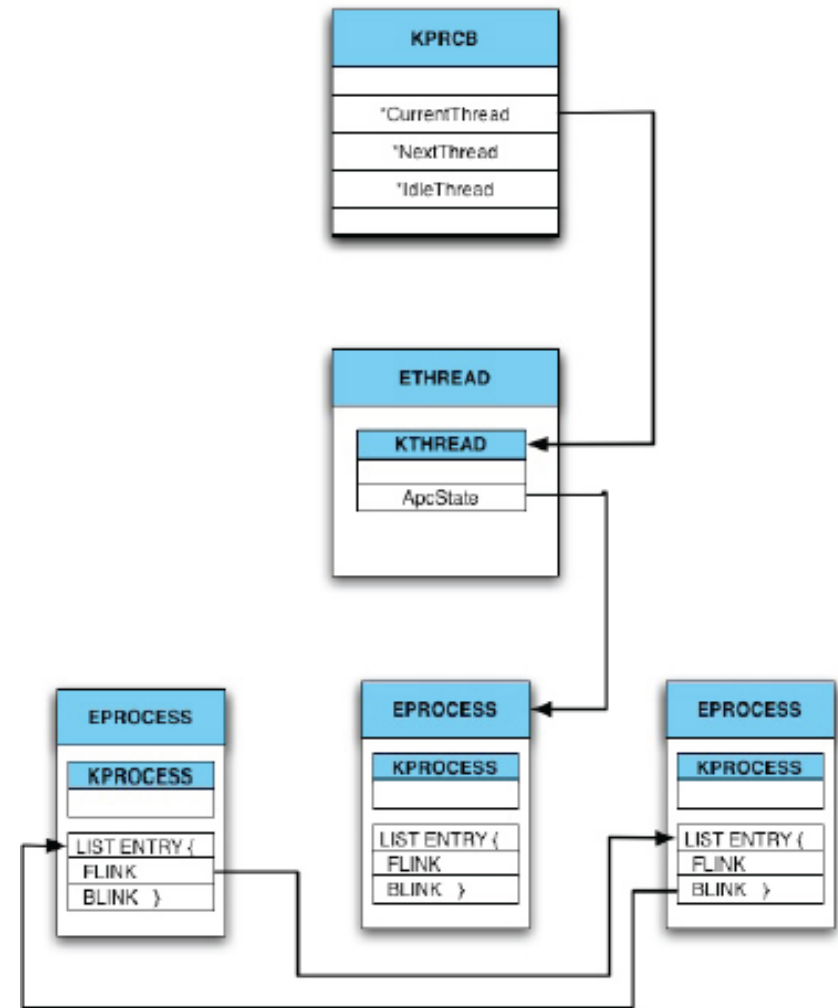 KPRCB
*CurrentThread
*NextThread
*IdleThread
ETHREAD
KTHREAD
ApcState
EPROCESS
KPROCESS
LIST ENTRY {
FLINK
BLINK }
EPROCESS
KPROCESS
LIST ENTRY {
FLINK
BLINK }
EPROCESS
KPROCESS
LIST ENTRY {
FLINK
BLINK }